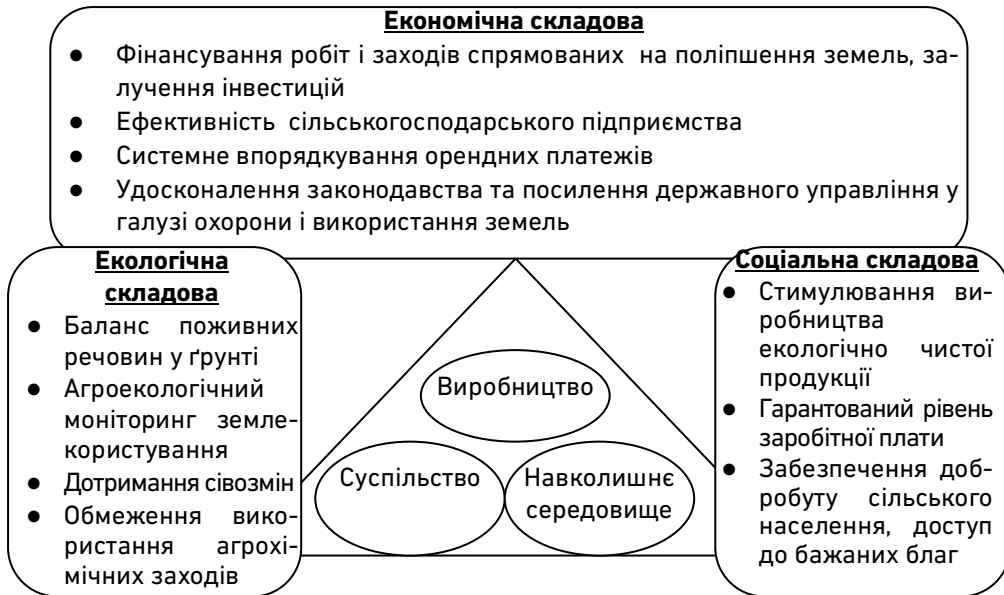 Економічна складова
● Фінансування робіт і заходів спрямованих на поліпшення земель, за-
лучення інвестицій
● Ефективність сільськогосподарського підприємства
● Системне впорядкування орендних платежів
● Удосконалення законодавства та посилення державного управління у
галузі охорони і використання земель
Екологічна
складова
● Баланс поживних
речовин у ґрунті
● Агроекологічний
моніторинг земле-
користування
● Дотримання сівозмін
● Обмеження вико-
ристання агрохі-
мічних заходів
Виробництво
Суспільство
Навколишнє
середовище
Соціальна складова
● Стимулювання ви-
робництва
екологічно чистої
продукції
● Гарантований рівень
заробітної плати
● Забезпечення доб-
робуту сільського
населення, доступ
до бажаних благ